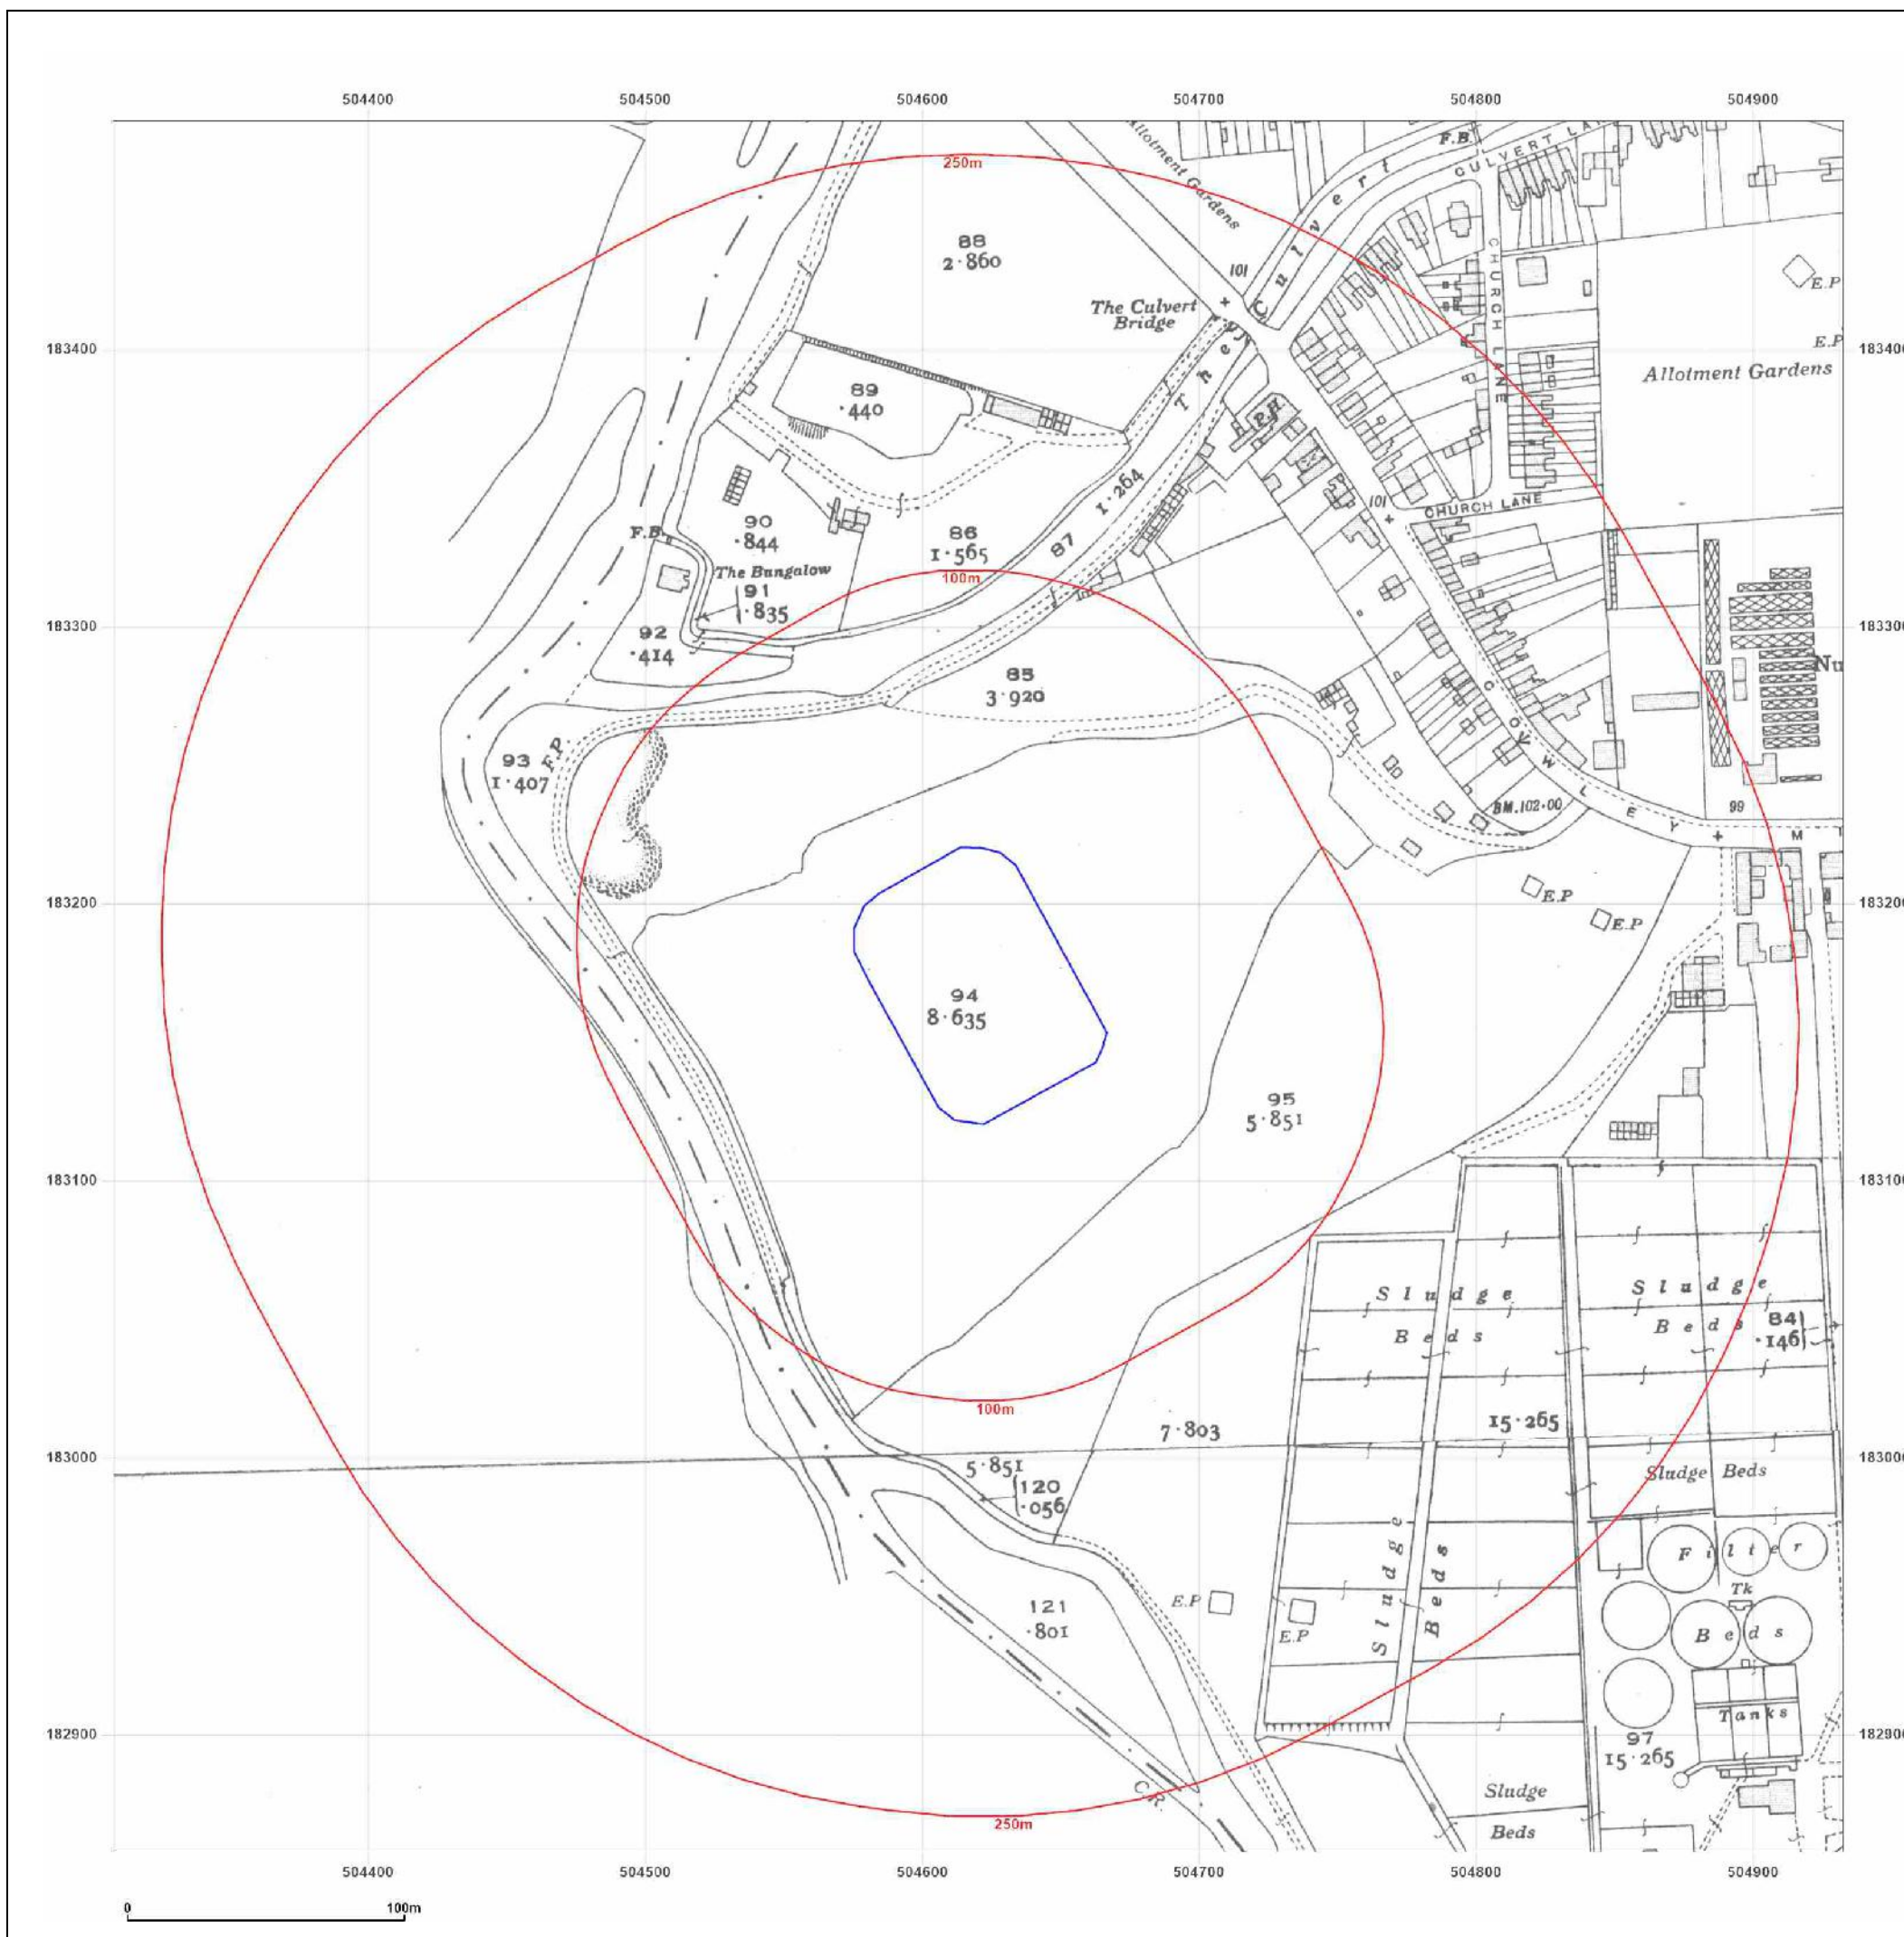 504400 504500 504600 504700 504800 504900
250m
Allotment Gardens
F.B.
CULVERT LA
88
2·860
101
The Culvert
Bridge
The Culvert
CHURCH LANE
E.P
183400
E.P
183400
Allotment Gardens
89
·440
P.H.
1·264
87
101
CHURCH LANE
F.B.
90
·844
86
1·565
The Bungalow
100m
91
·835
183300
92
·414
183300
Nu
85
3·920
COWLEY
F.P.
93
1·407
BM.102·00
99
M
183200
E.P
E.P
183200
94
8·635
95
5·851
183100
183100
Sludge
Beds
Sludge
Beds
84
·146
100m
7·803
15·265
183000
5·851
120
·056
Sludge Beds
183000
Sludge
Beds
Filter
Tk
Beds
E.P
E.P
121
·801
Tanks
182900
97
15·265
182900
C.R.
Sludge
Beds
250m
504400 504500 504600 504700 504800 504900
0 100m